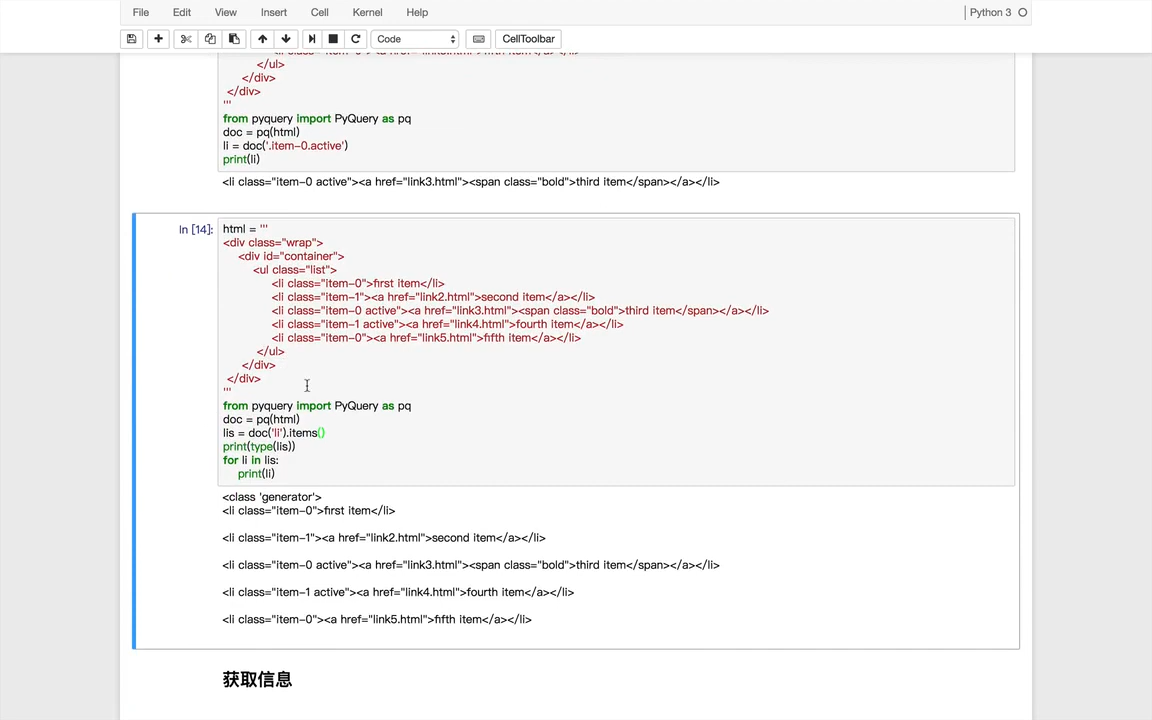 File Edit View Insert Cell Kernel Help Python 3
Code CellToolbar
</ul>
</div>
</div>
'''
from pyquery import PyQuery as pq
doc = pq(html)
li = doc('.item-0.active')
print(li)
<li class="item-0 active"><a href="link3.html"><span class="bold">third item</span></a></li>
In [14]: html = '''
<div class="wrap">
<div id="container">
<ul class="list">
<li class="item-0">first item</li>
<li class="item-1"><a href="link2.html">second item</a></li>
<li class="item-0 active"><a href="link3.html"><span class="bold">third item</span></a></li>
<li class="item-1 active"><a href="link4.html">fourth item</a></li>
<li class="item-0"><a href="link5.html">fifth item</a></li>
</ul>
</div>
</div>
'''
from pyquery import PyQuery as pq
doc = pq(html)
lis = doc('li').items()
print(type(lis))
for li in lis:
print(li)
<class 'generator'>
<li class="item-0">first item</li>
<li class="item-1"><a href="link2.html">second item</a></li>
<li class="item-0 active"><a href="link3.html"><span class="bold">third item</span></a></li>
<li class="item-1 active"><a href="link4.html">fourth item</a></li>
<li class="item-0"><a href="link5.html">fifth item</a></li>
获取信息